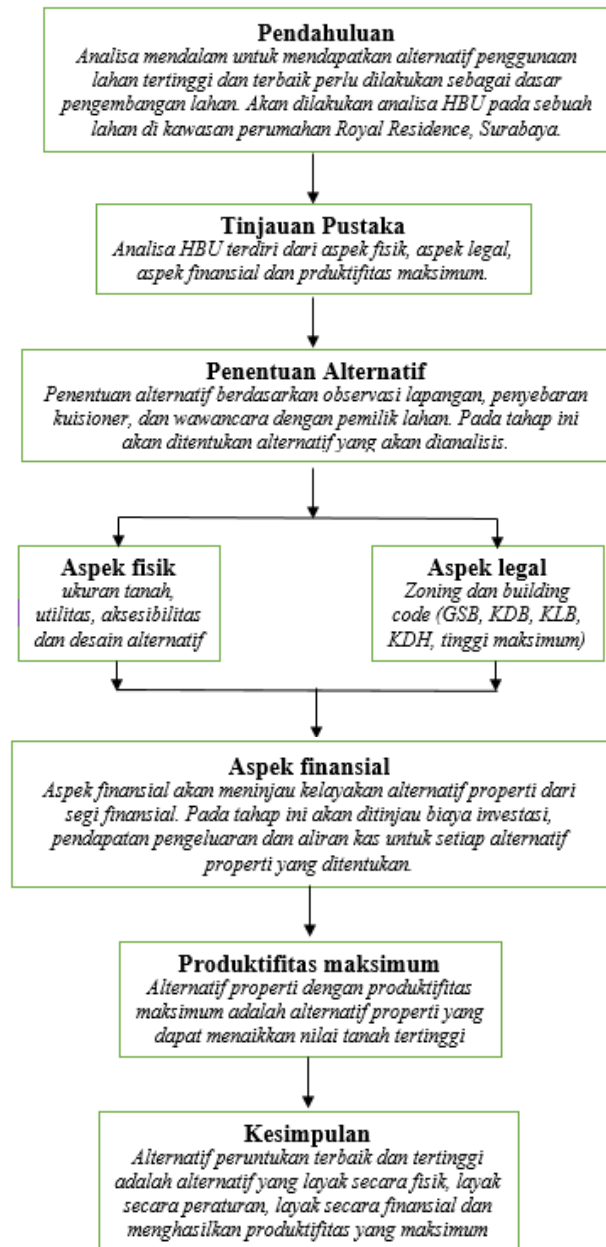 Pendahuluan
Analisa mendalam untuk mendapatkan alternatif penggunaan
lahan tertinggi dan terbaik perlu dilakukan sebagai dasar
pengembangan lahan. Akan dilakukan analisa HBU pada sebuah
lahan di kawasan perumahan Royal Residence, Surabaya.
Tinjauan Pustaka
Analisa HBU terdiri dari aspek fisik, aspek legal,
aspek finansial dan prduktifitas maksimum.
Penentuan Alternatif
Penentuan alternatif berdasarkan observasi lapangan, penyebaran
kuisioner, dan wawancara dengan pemilik lahan. Pada tahap ini
akan ditentukan alternatif yang akan dianalisis.
Aspek fisik
ukuran tanah,
utilitas, aksesibilitas
dan desain alternatif
Aspek legal
Zoning dan building
code (GSB, KDB, KLB,
KDH, tinggi maksimum)
Aspek finansial
Aspek finansial akan meninjau kelayakan alternatif properti dari
segi finansial. Pada tahap ini akan ditinjau biaya investasi,
pendapatan pengeluaran dan aliran kas untuk setiap alternatif
properti yang ditentukan.
Produktifitas maksimum
Alternatif properti dengan produktifitas
maksimum adalah alternatif properti yang
dapat menaikkan nilai tanah tertinggi
Kesimpulan
Alternatif peruntukan terbaik dan tertinggi
adalah alternatif yang layak secara fisik, layak
secara peraturan, layak secara finansial dan
menghasilkan produktifitas yang maksimum